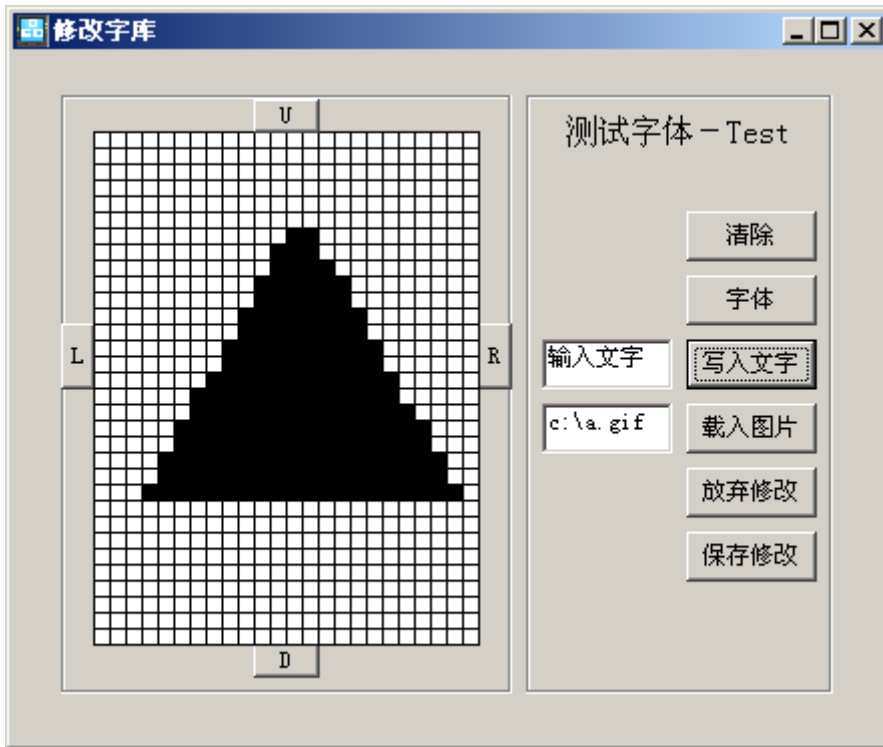 修改字库
U
L
R
D
测试字体－Test
清除
字体
输入文字
写入文字
c:\a.gif
载入图片
放弃修改
保存修改